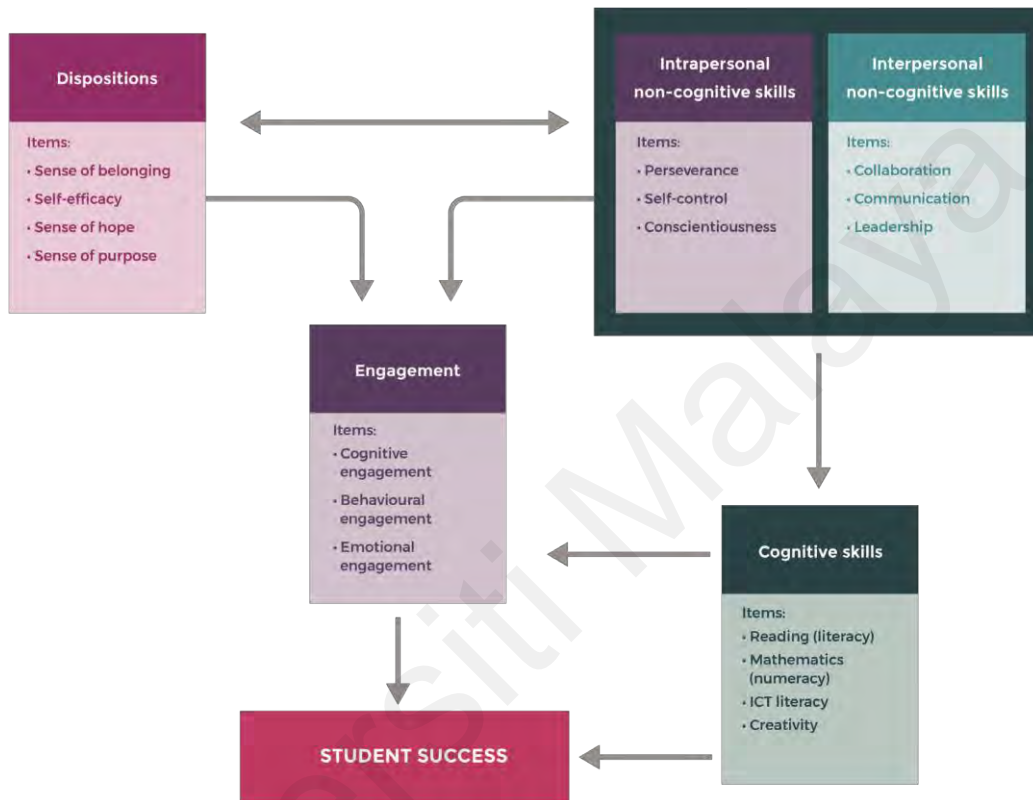 Dispositions
Items:
• Sense of belonging
• Self-efficacy
• Sense of hope
• Sense of purpose
Intrapersonal
non-cognitive skills
Items:
• Perseverance
• Self-control
• Conscientiousness
Interpersonal
non-cognitive skills
Items:
• Collaboration
• Communication
• Leadership
Engagement
Items:
• Cognitive
engagement
• Behavioural
engagement
• Emotional
engagement
Cognitive skills
Items:
• Reading (literacy)
• Mathematics
(numeracy)
• ICT literacy
• Creativity
STUDENT SUCCESS
ersiti Malaya